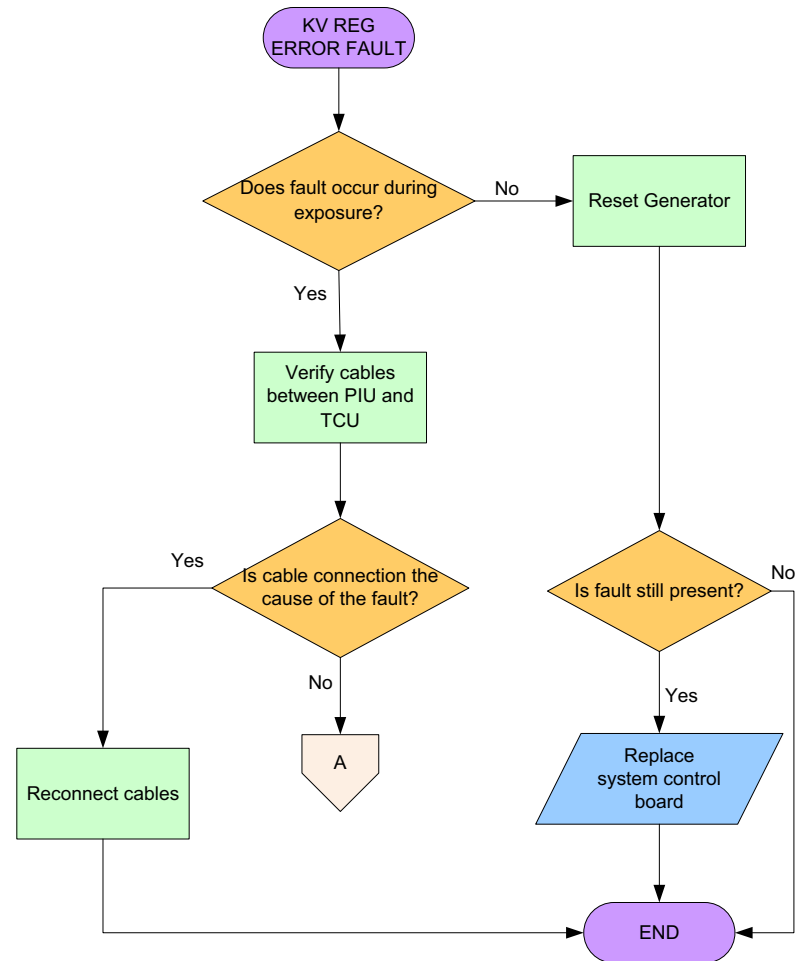 KV REG
ERROR FAULT
Does fault occur during
exposure?
No
Reset Generator
Yes
Verify cables
between PIU and
TCU
Yes
Is cable connection the
cause of the fault?
No
Is fault still present?
No
Yes
Reconnect cables
A
Replace
system control
board
END